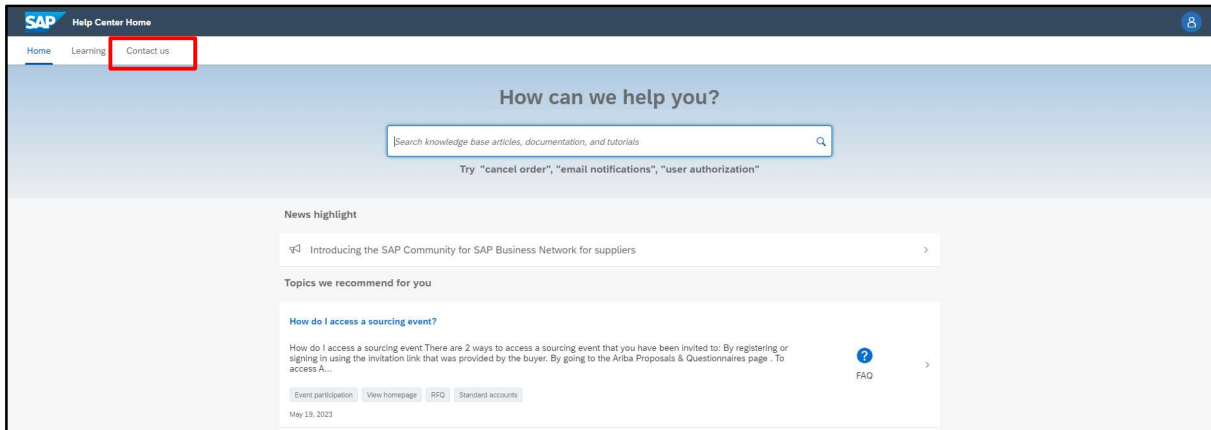 SAP Help Center Home
Home Learning Contact us
How can we help you?
Search knowledge base articles, documentation, and tutorials
Try "cancel order", "email notifications", "user authorization"
News highlight
Introducing the SAP Community for SAP Business Network for suppliers
Topics we recommend for you
How do I access a sourcing event?
How do I access a sourcing event There are 2 ways to access a sourcing event that you have been invited to: By registering or
signing in using the invitation link that was provided by the buyer. By going to the Ariba Proposals & Questionnaires page . To
access A...
FAQ
Event participation View homepage RFQ Standard accounts
May 19, 2023